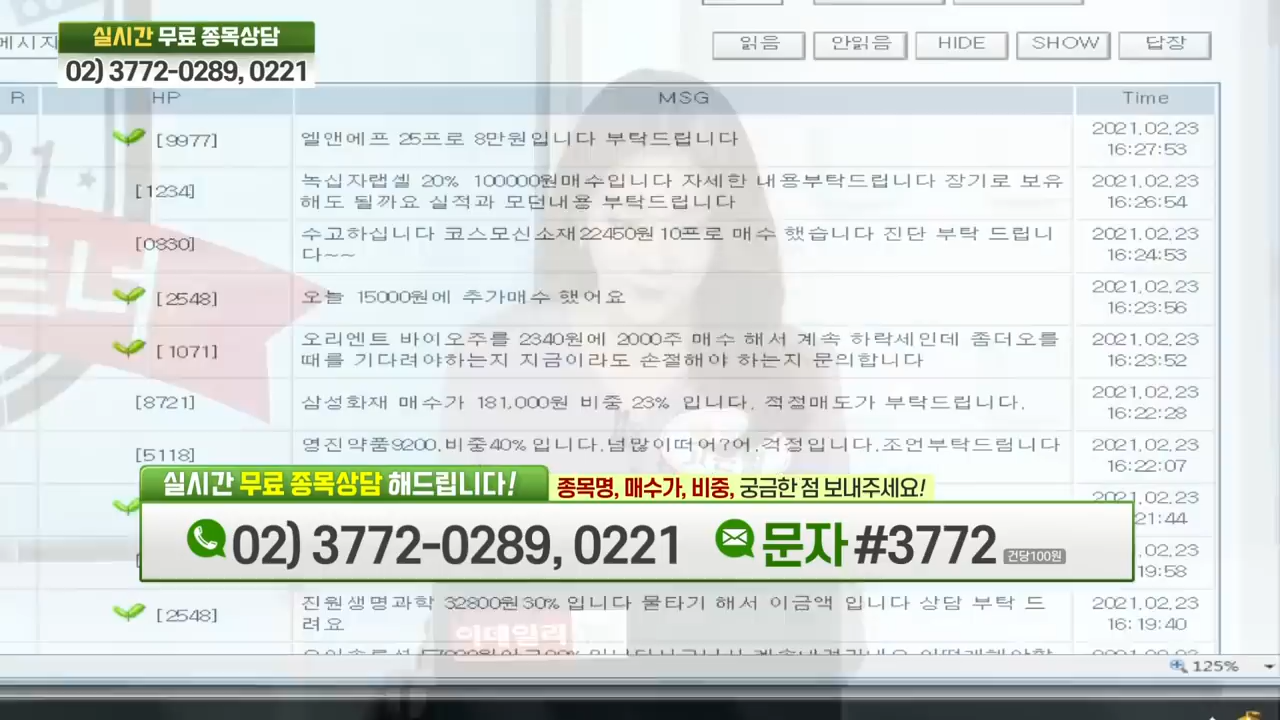 실시간 무료 종목상담
메시지
02) 3772-0289, 0221
읽음 안읽음 HIDE SHOW 답장
R HP MSG Time
[9977] 엘앤에프 25프로 8만원입니다 부탁드립니다 2021.02.23 16:27:53
[1234] 녹십자랩셀 20% 100000원매수입니다 자세한 내용부탁드립니다 장기로 보유
해도 될까요 실적과 모던내용 부탁드립니다 2021.02.23 16:26:54
[0830] 수고하십니다 코스모신소재22450원10프로 매수 했습니다 진단 부탁 드립니
다~~ 2021.02.23 16:24:53
[2548] 오늘 15000원에 추가매수 했어요 2021.02.23 16:23:56
[1071] 오리엔트 바이오주를 2340원에 2000주 매수 해서 계속 하락세인데 좀더오를
때를 기다려야하는지 지금이라도 손절해야 하는지 문의합니다 2021.02.23 16:23:52
[8721] 삼성화재 매수가 181,000원 비중 23% 입니다. 적정매도가 부탁드립니다. 2021.02.23 16:22:28
[5118] 영진약품9200.비중40%입니다.넘많이떠어?어.걱정입니다.조언부탁드립니다 2021.02.23 16:22:07
실시간 무료 종목상담 해드립니다! 종목명, 매수가, 비중, 궁금한 점 보내주세요!
02) 3772-0289, 0221 문자 #3772 건당100원
21:44
19:58
[2548] 진원생명과학 32800원30%입니다 물타기 해서 이금액 입니다 상담 부탁 드
려요 2021.02.23 16:19:40
이데일리
125%